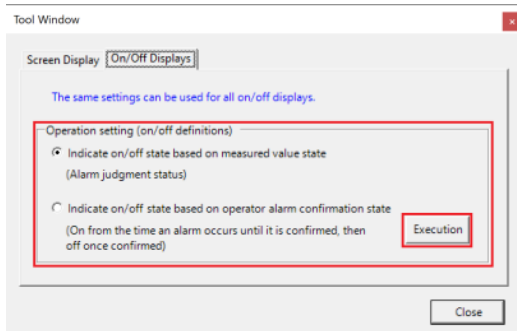 Tool Window
×
Screen Display On/Off Displays
The same settings can be used for all on/off displays.
Operation setting (on/off definitions)
Indicate on/off state based on measured value state
(Alarm judgment status)
Indicate on/off state based on operator alarm confirmation state
(On from the time an alarm occurs until it is confirmed, then
off once confirmed)
Execution
Close